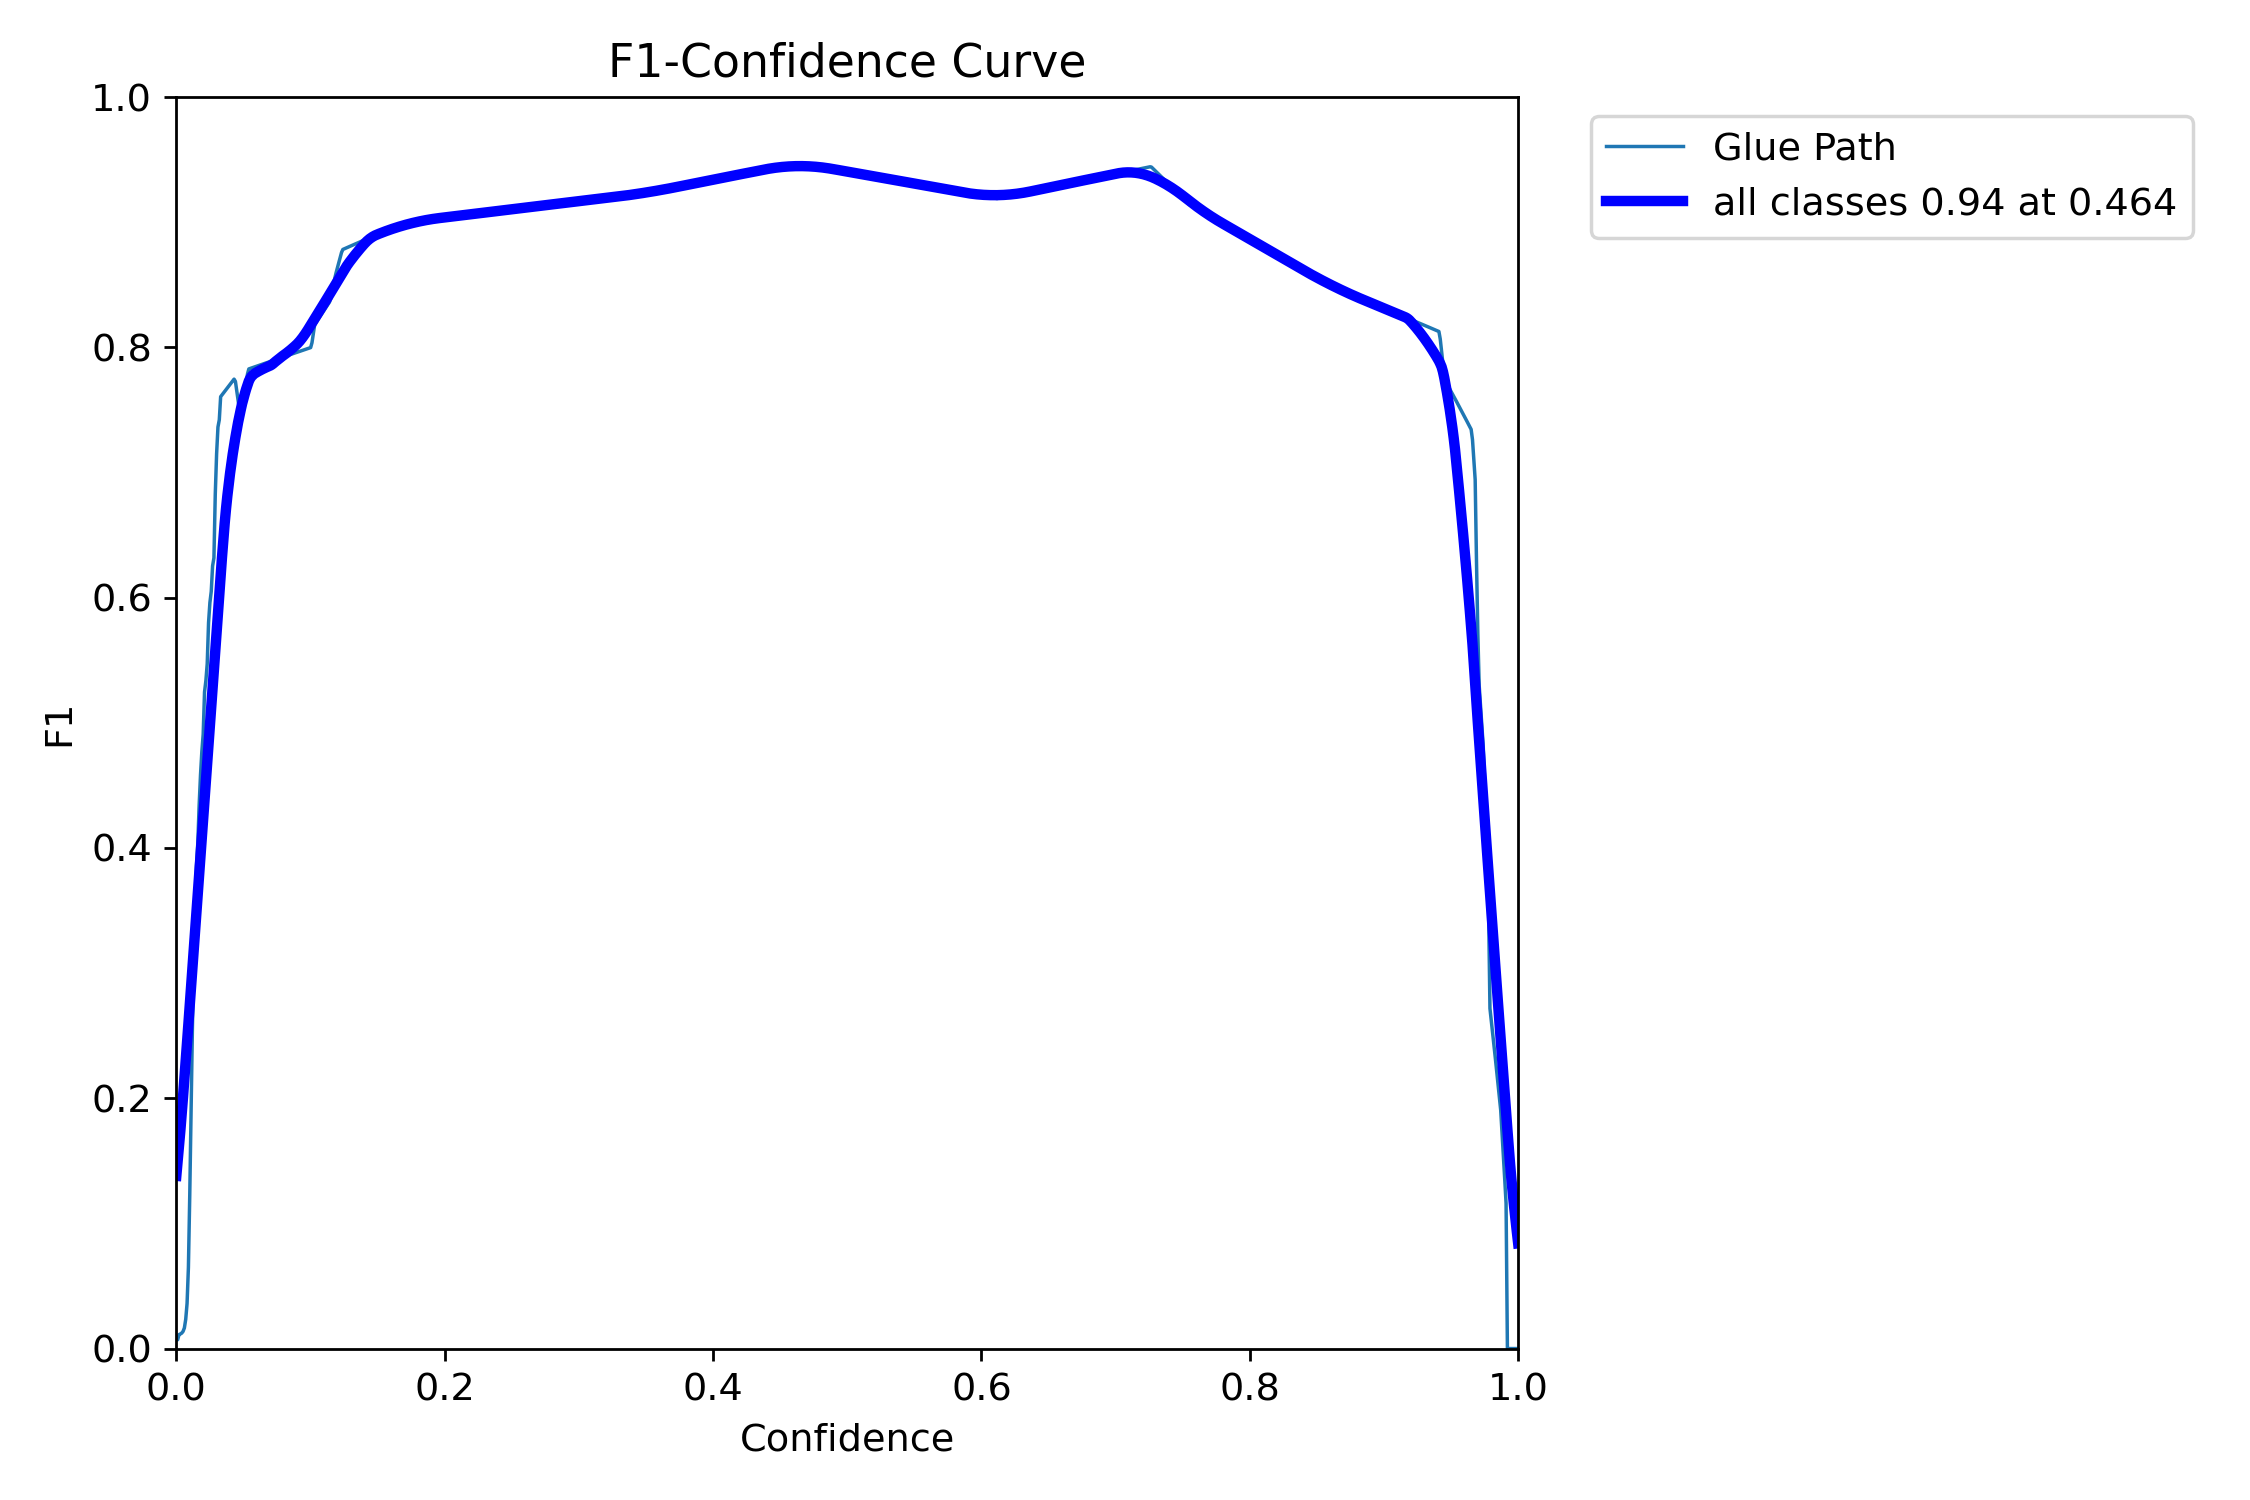 F1-Confidence Curve
1.0
0.8
0.6
0.4
0.2
0.0
F1
0.0 0.2 0.4 0.6 0.8 1.0
Confidence
Glue Path
all classes 0.94 at 0.464